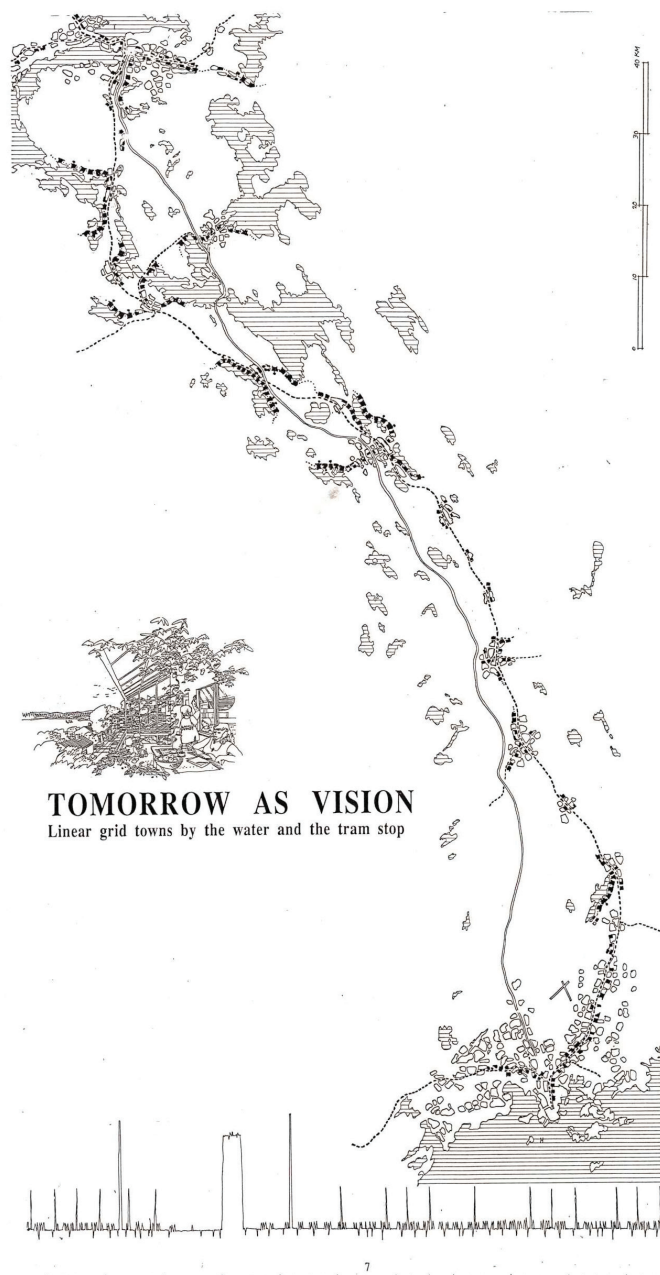 40 KM
30
20
10
0
TOMORROW AS VISION
Linear grid towns by the water and the tram stop
7